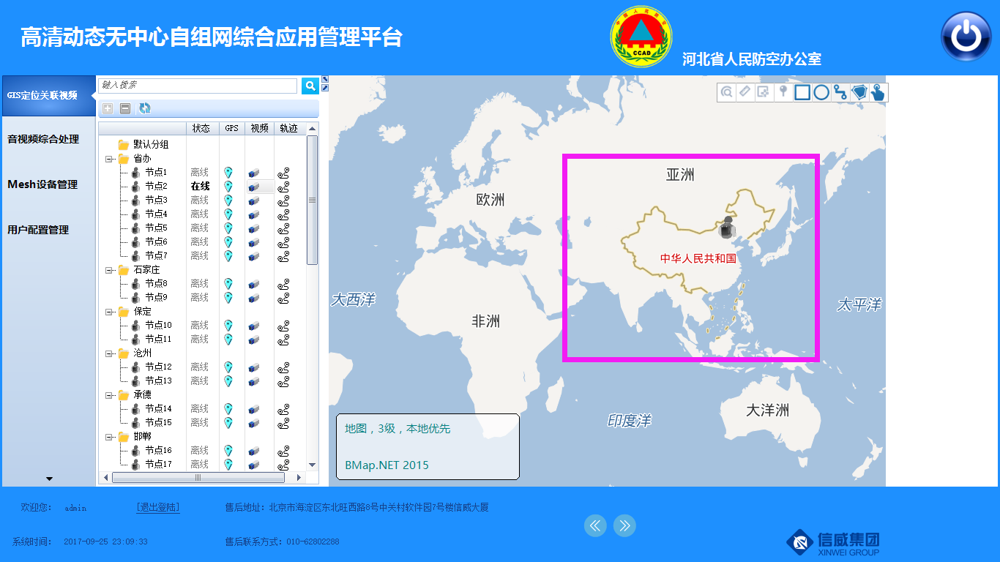 高清动态无中心自组网综合应用管理平台
CCAD
河北省人民防空办公室
GIS定位关联视频
音视频综合处理
Mesh设备管理
用户配置管理
键入搜索
状态 GPS 视频 轨迹
默认分组
省办
节点1 离线
节点2 在线
节点3 离线
节点4 离线
节点5 离线
节点6 离线
节点7 离线
石家庄
节点8 离线
节点9 离线
保定
节点10 离线
节点11 离线
沧州
节点12 离线
节点13 离线
承德
节点14 离线
节点15 离线
邯郸
节点16 离线
节点17 离线
亚洲
欧洲
中华人民共和国
大西洋
太平洋
非洲
大洋洲
印度洋
地图，3级，本地优先
BMap.NET 2015
欢迎您： admin [退出登陆] 售后地址：北京市海淀区东北旺西路8号中关村软件园7号楼信威大厦
系统时间： 2017-09-25 23:09:33 售后联系方式：010-62802288
信威集团
XINWEI GROUP